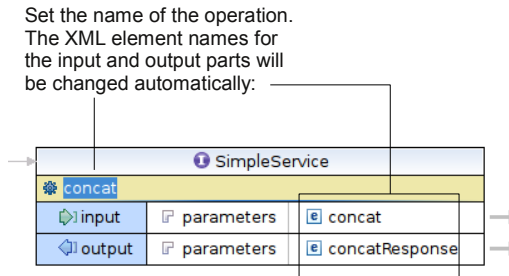 Set the name of the operation.
The XML element names for
the input and output parts will
be changed automatically:
SimpleService
concat
input parameters e concat
output parameters e concatResponse